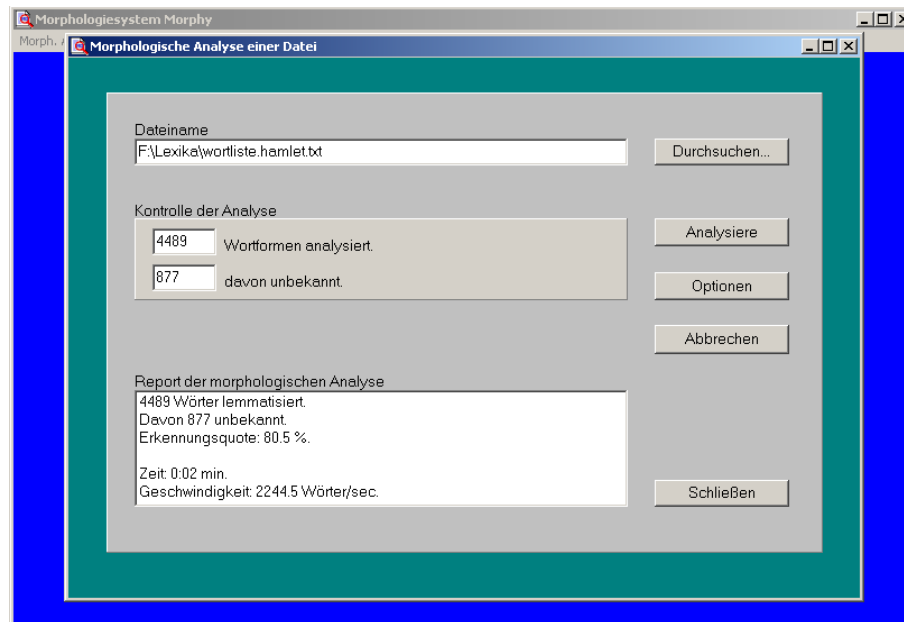 Morphologiesystem Morphy
Morph.
Morphologische Analyse einer Datei
Dateiname
F:\Lexika\wortliste.hamlet.txt
Durchsuchen...
Kontrolle der Analyse
4489 Wortformen analysiert.
Analysiere
877 davon unbekannt.
Optionen
Abbrechen
Report der morphologischen Analyse
4489 Wörter lemmatisiert.
Davon 877 unbekannt.
Erkennungsquote: 80.5 %.
Zeit: 0:02 min.
Geschwindigkeit: 2244.5 Wörter/sec.
Schließen